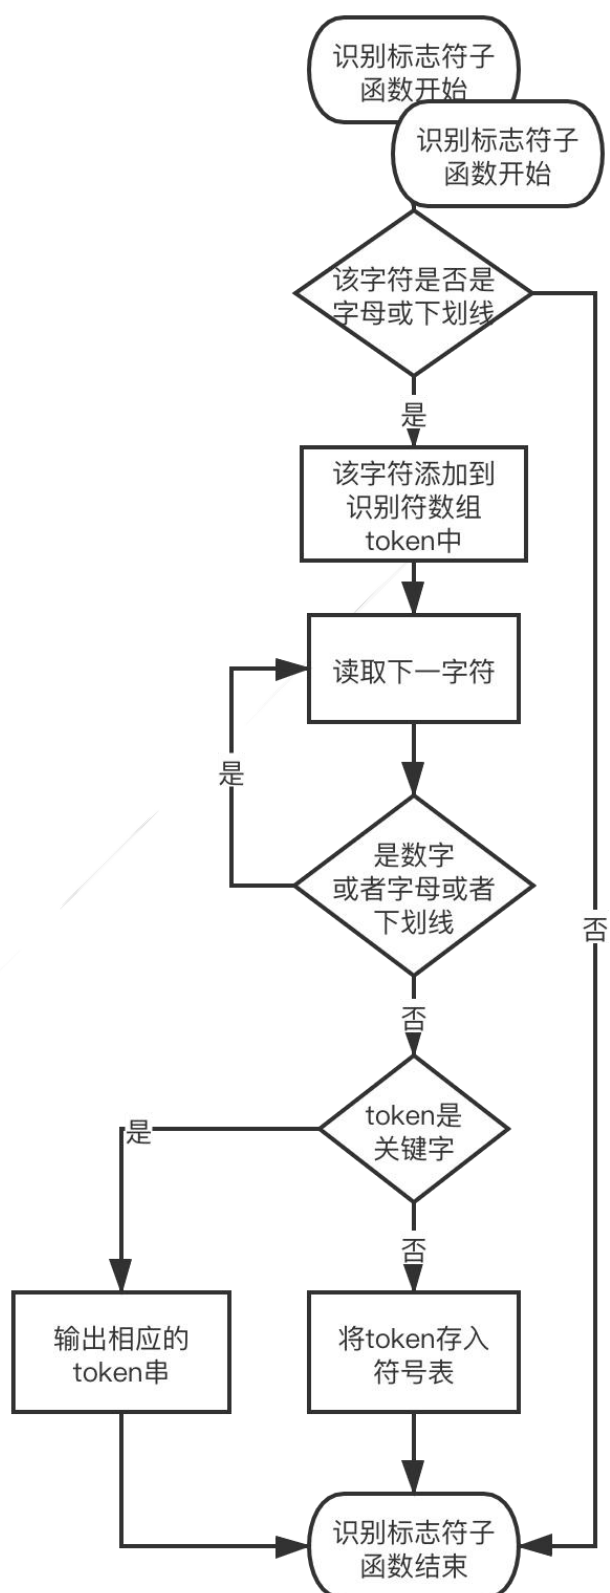 识别标志符子
函数开始
识别标志符子
函数开始
该字符是否是
字母或下划线
是
该字符添加到
识别符数组
token中
读取下一字符
是
是数字
或者字母或者
下划线
否
否
token是
关键字
是
否
输出相应的
token串
将token存入
符号表
识别标志符子
函数结束